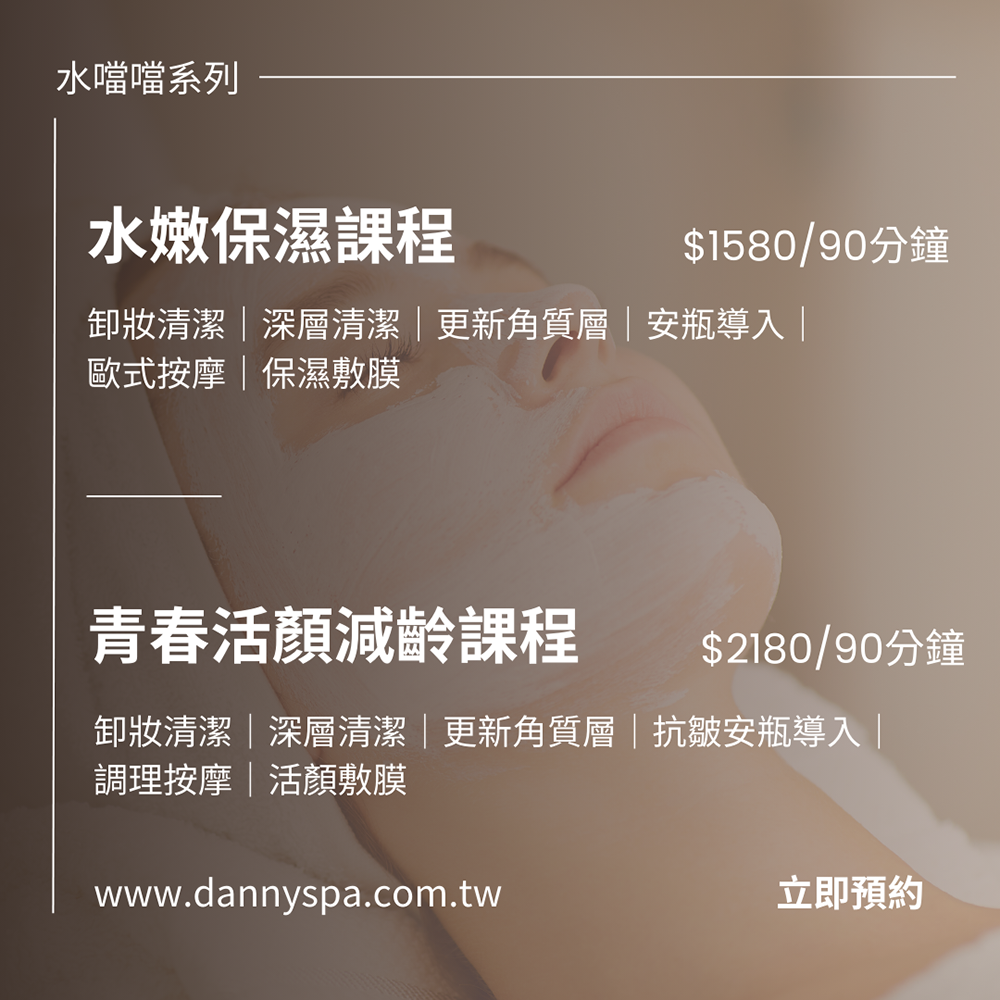 水噹噹系列
水嫩保濕課程
$1580/90分鐘
卸妝清潔｜深層清潔｜更新角質層｜安瓶導入｜
歐式按摩｜保濕敷膜
青春活顏減齡課程
$2180/90分鐘
卸妝清潔｜深層清潔｜更新角質層｜抗皺安瓶導入｜
調理按摩｜活顏敷膜
www.dannyspa.com.tw
立即預約